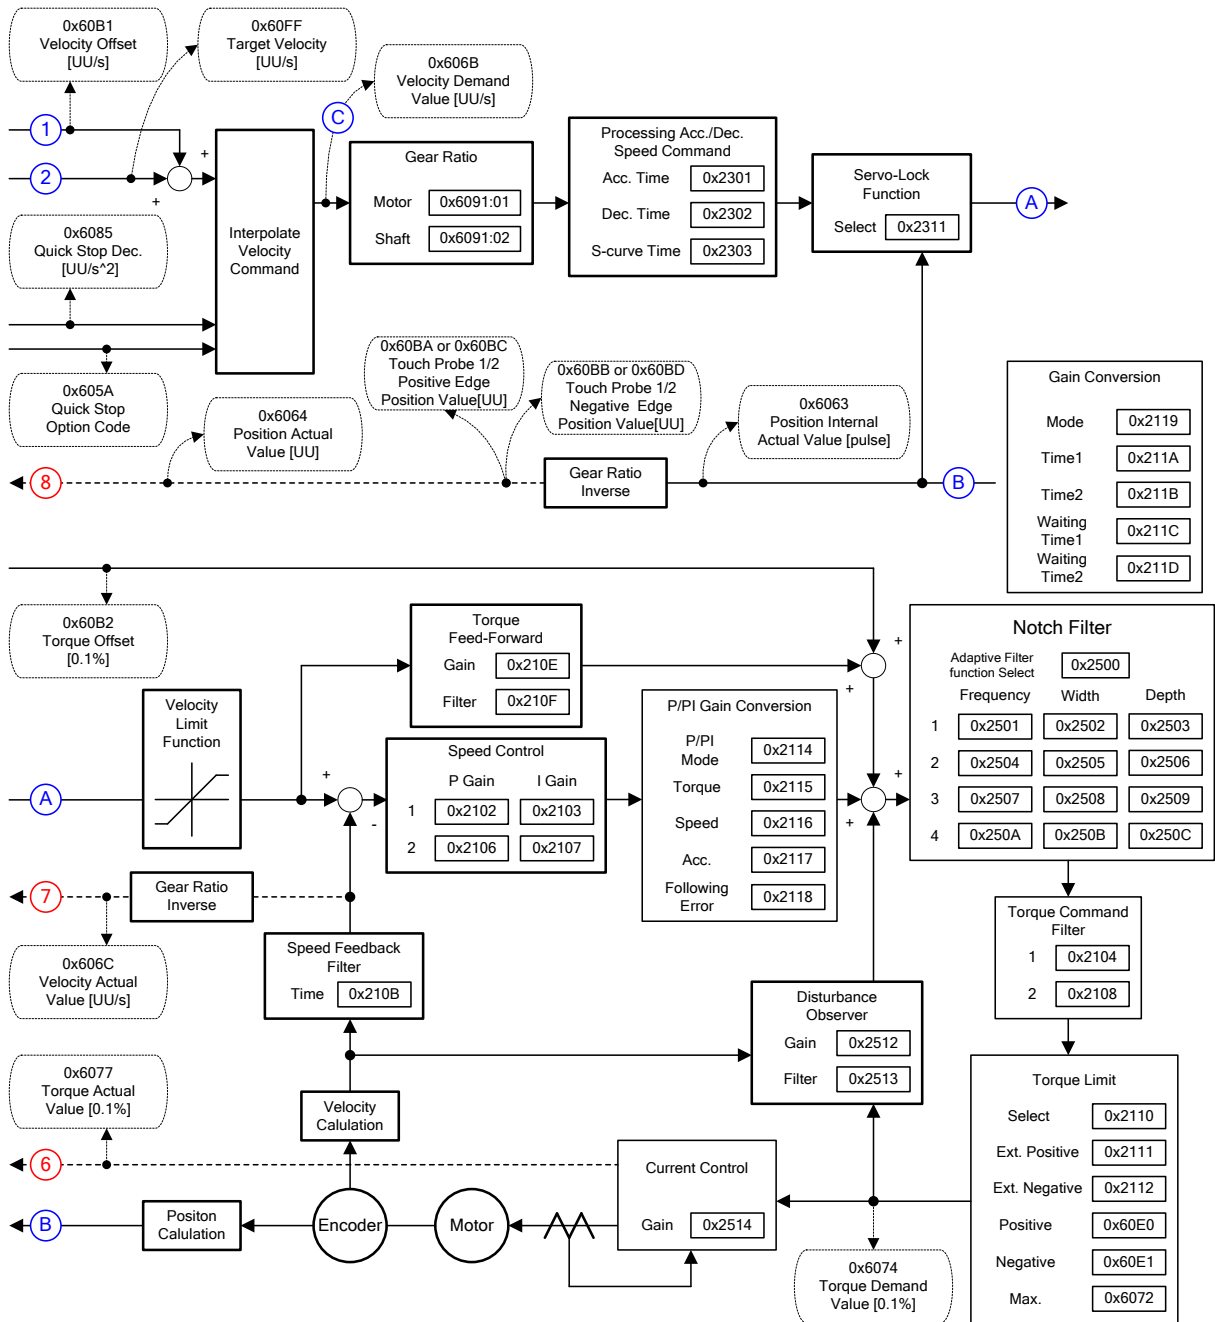 0x60B1
Velocity Offset
[UU/s]
0x60FF
Target Velocity
[UU/s]
0x606B
Velocity Demand
Value [UU/s]
C
1
2
+
+
Interpolate
Velocity
Command
Gear Ratio
Motor 0x6091:01
Shaft 0x6091:02
Processing Acc./Dec.
Speed Command
Acc. Time 0x2301
Dec. Time 0x2302
S-curve Time 0x2303
Servo-Lock
Function
Select 0x2311
A
0x6085
Quick Stop Dec.
[UU/s^2]
0x605A
Quick Stop
Option Code
0x6064
Position Actual
Value [UU]
0x60BA or 0x60BC
Touch Probe 1/2
Positive Edge
Position Value[UU]
0x60BB or 0x60BD
Touch Probe 1/2
Negative Edge
Position Value[UU]
0x6063
Position Internal
Actual Value [pulse]
8
Gear Ratio
Inverse
B
Gain Conversion
Mode 0x2119
Time1 0x211A
Time2 0x211B
Waiting
Time1
0x211C
Waiting
Time2
0x211D
0x60B2
Torque Offset
[0.1%]
Torque
Feed-Forward
Gain 0x210E
Filter 0x210F
+
+
Notch Filter
Adaptive Filter
function Select
0x2500
Frequency Width Depth
1 0x2501 0x2502 0x2503
2 0x2504 0x2505 0x2506
3 0x2507 0x2508 0x2509
4 0x250A 0x250B 0x250C
A
Velocity
Limit
Function
+
-
Speed Control
P Gain I Gain
1 0x2102 0x2103
2 0x2106 0x2107
P/PI Gain Conversion
P/PI
Mode
0x2114
Torque 0x2115
Speed 0x2116
Acc. 0x2117
Following
Error
0x2118
+
+
7
Gear Ratio
Inverse
0x606C
Velocity Actual
Value [UU/s]
Speed Feedback
Filter
Time 0x210B
Torque Command
Filter
1 0x2104
2 0x2108
Disturbance
Observer
Gain 0x2512
Filter 0x2513
0x6077
Torque Actual
Value [0.1%]
Velocity
Calulation
6
Torque Limit
Select 0x2110
Ext. Positive 0x2111
Ext. Negative 0x2112
Positive 0x60E0
Negative 0x60E1
Max. 0x6072
Current Control
Gain 0x2514
B
Positon
Calulation
Encoder
Motor
0x6074
Torque Demand
Value [0.1%]